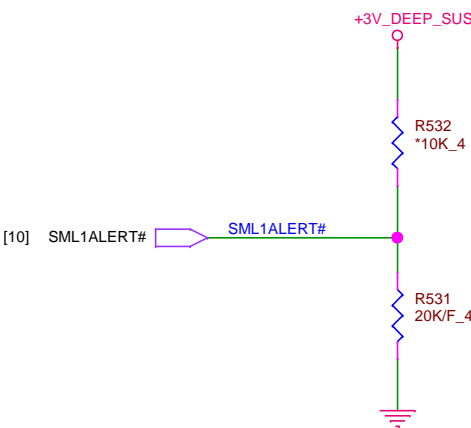 +3V_DEEP_SUS
R532
*10K_4
[10] SML1ALERT# SML1ALERT#
R531
20K/F_4